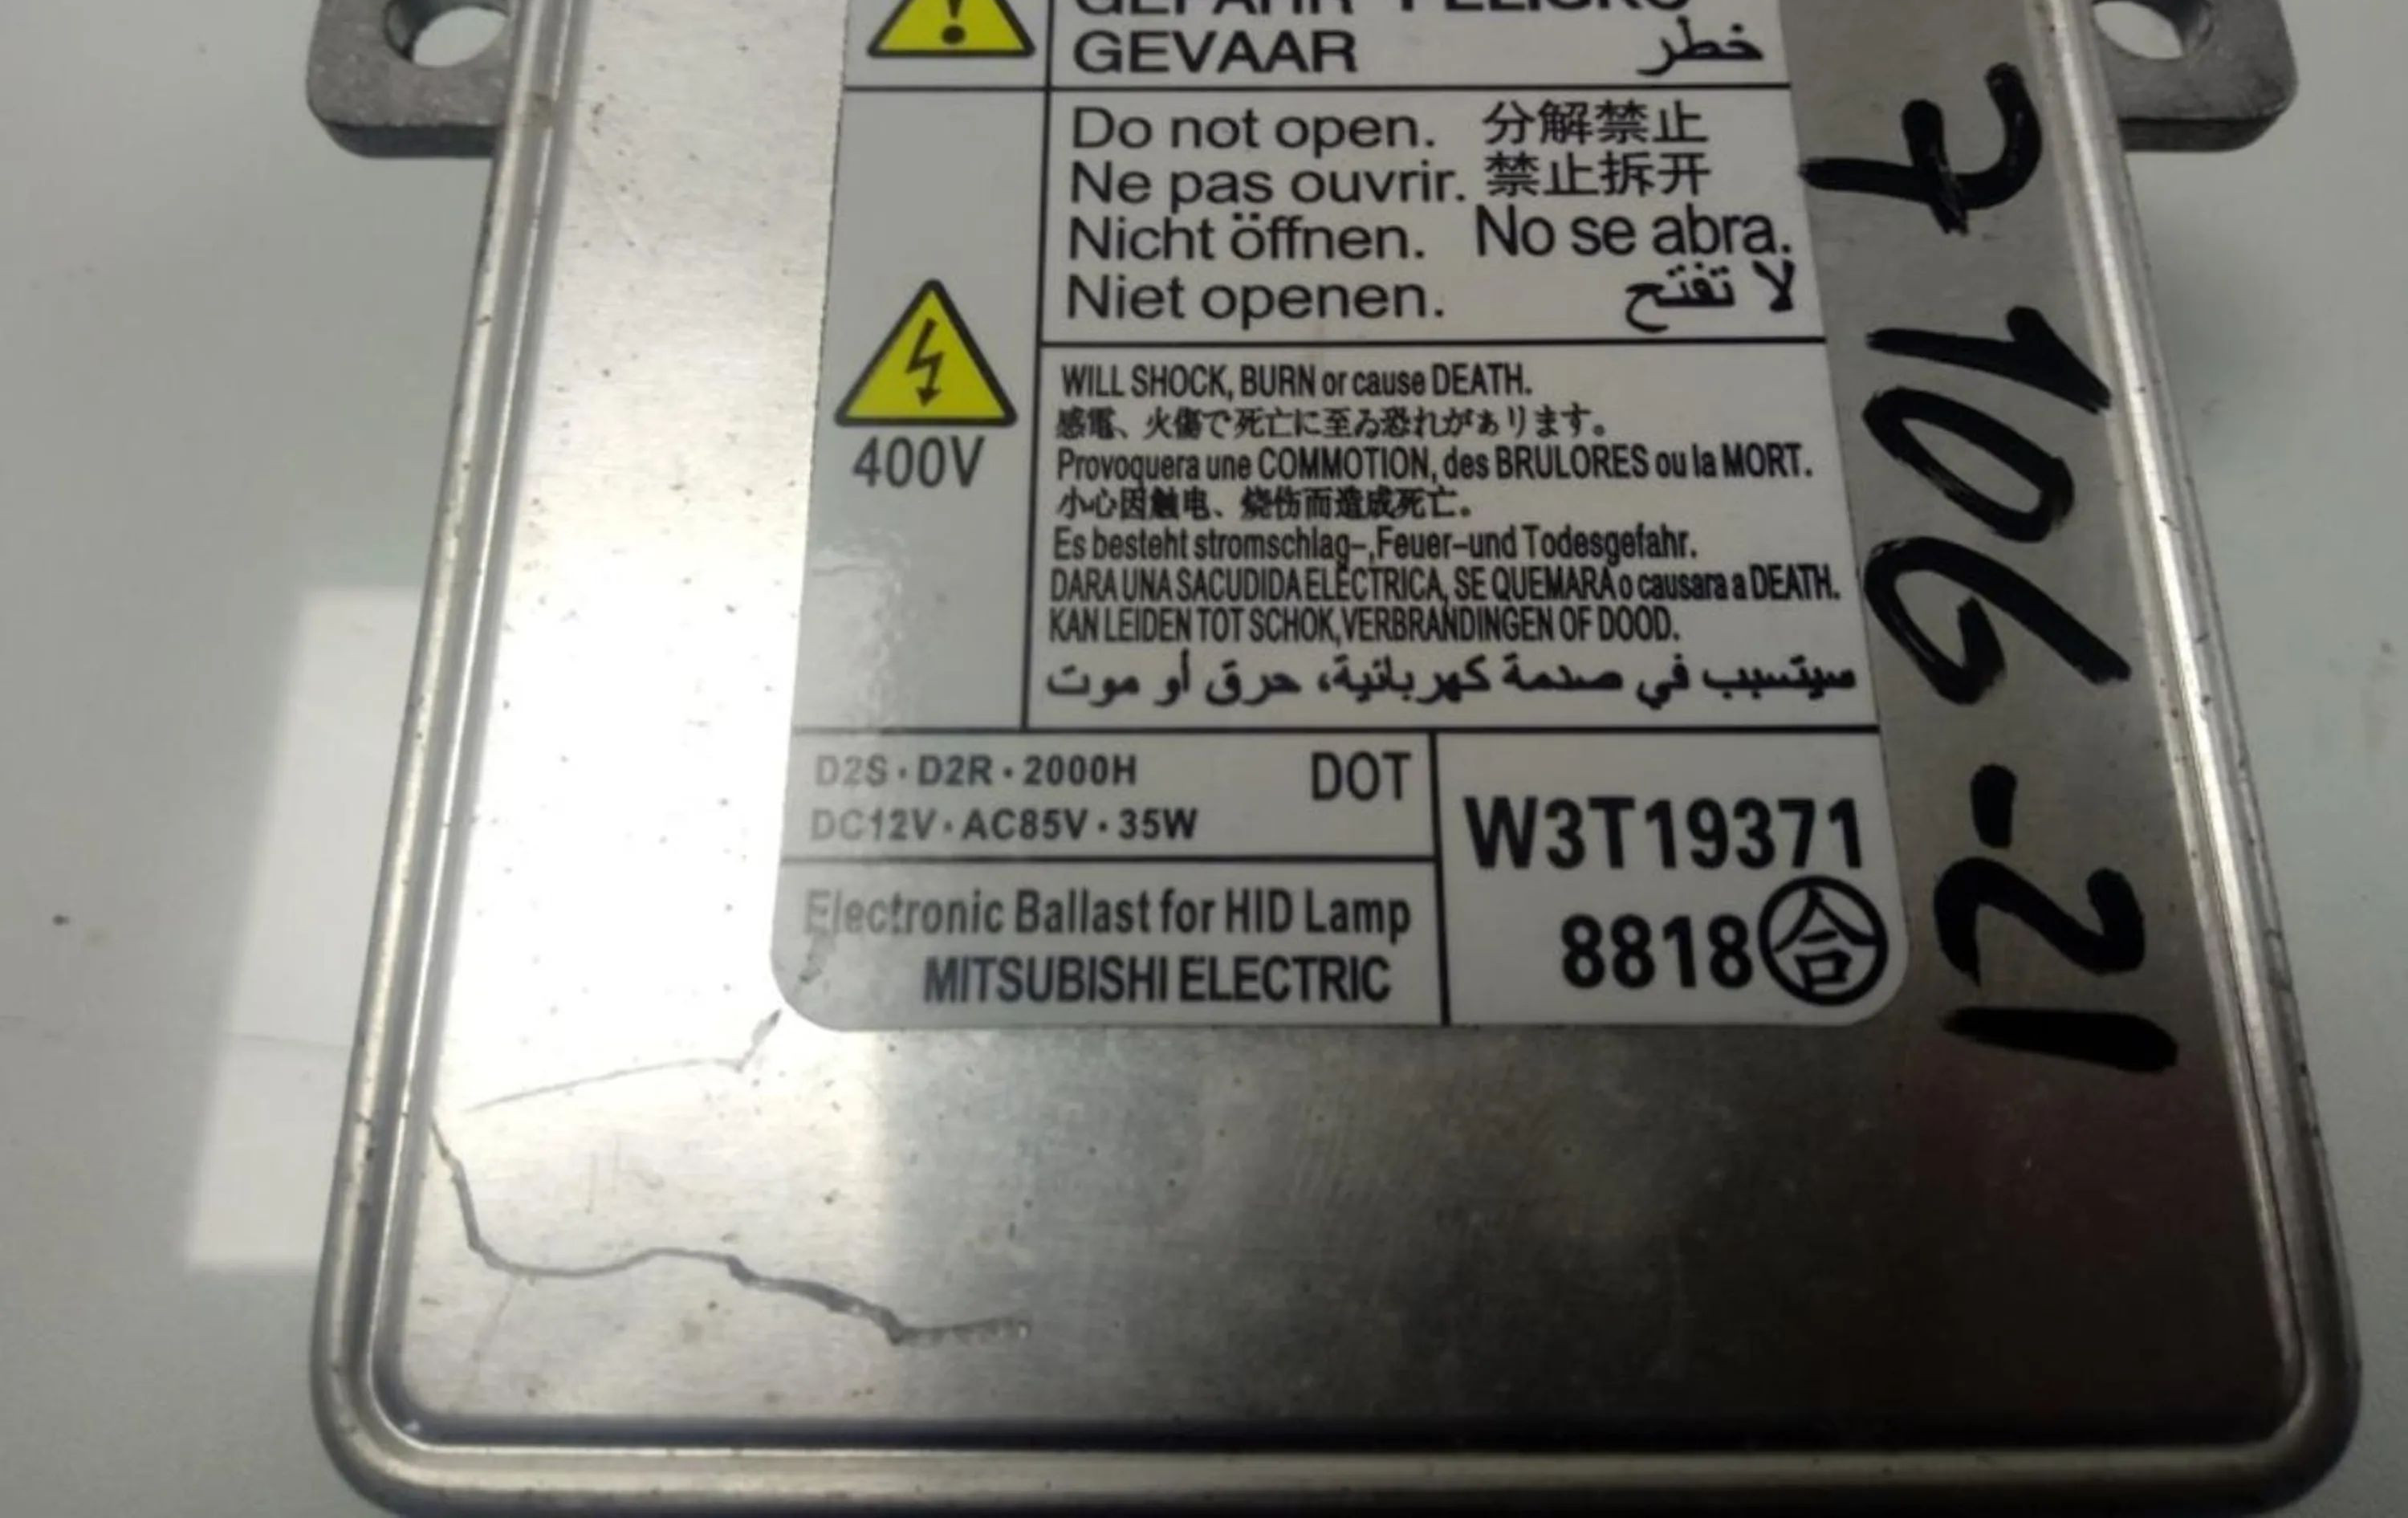 GEFAHR PELIGRO
GEVAAR خطر
Do not open. 分解禁止
Ne pas ouvrir. 禁止拆开
Nicht öffnen. No se abra.
Niet openen. لا تفتح
WILL SHOCK, BURN or cause DEATH.
感電、火傷で死亡に至る恐れがあります。
Provoquera une COMMOTION, des BRULORES ou la MORT.
小心因触电、烧伤而造成死亡。
Es besteht stromschlag-,Feuer-und Todesgefahr.
DARA UNA SACUDIDA ELECTRICA, SE QUEMARA o causara a DEATH.
KAN LEIDEN TOT SCHOK,VERBRANDINGEN OF DOOD.
سيتسبب في صدمة كهربائية، حرق أو موت
400V
D2S・D2R・2000H DOT
DC12V・AC85V・35W
Electronic Ballast for HID Lamp
MITSUBISHI ELECTRIC
W3T19371
8818 合
7 106-21